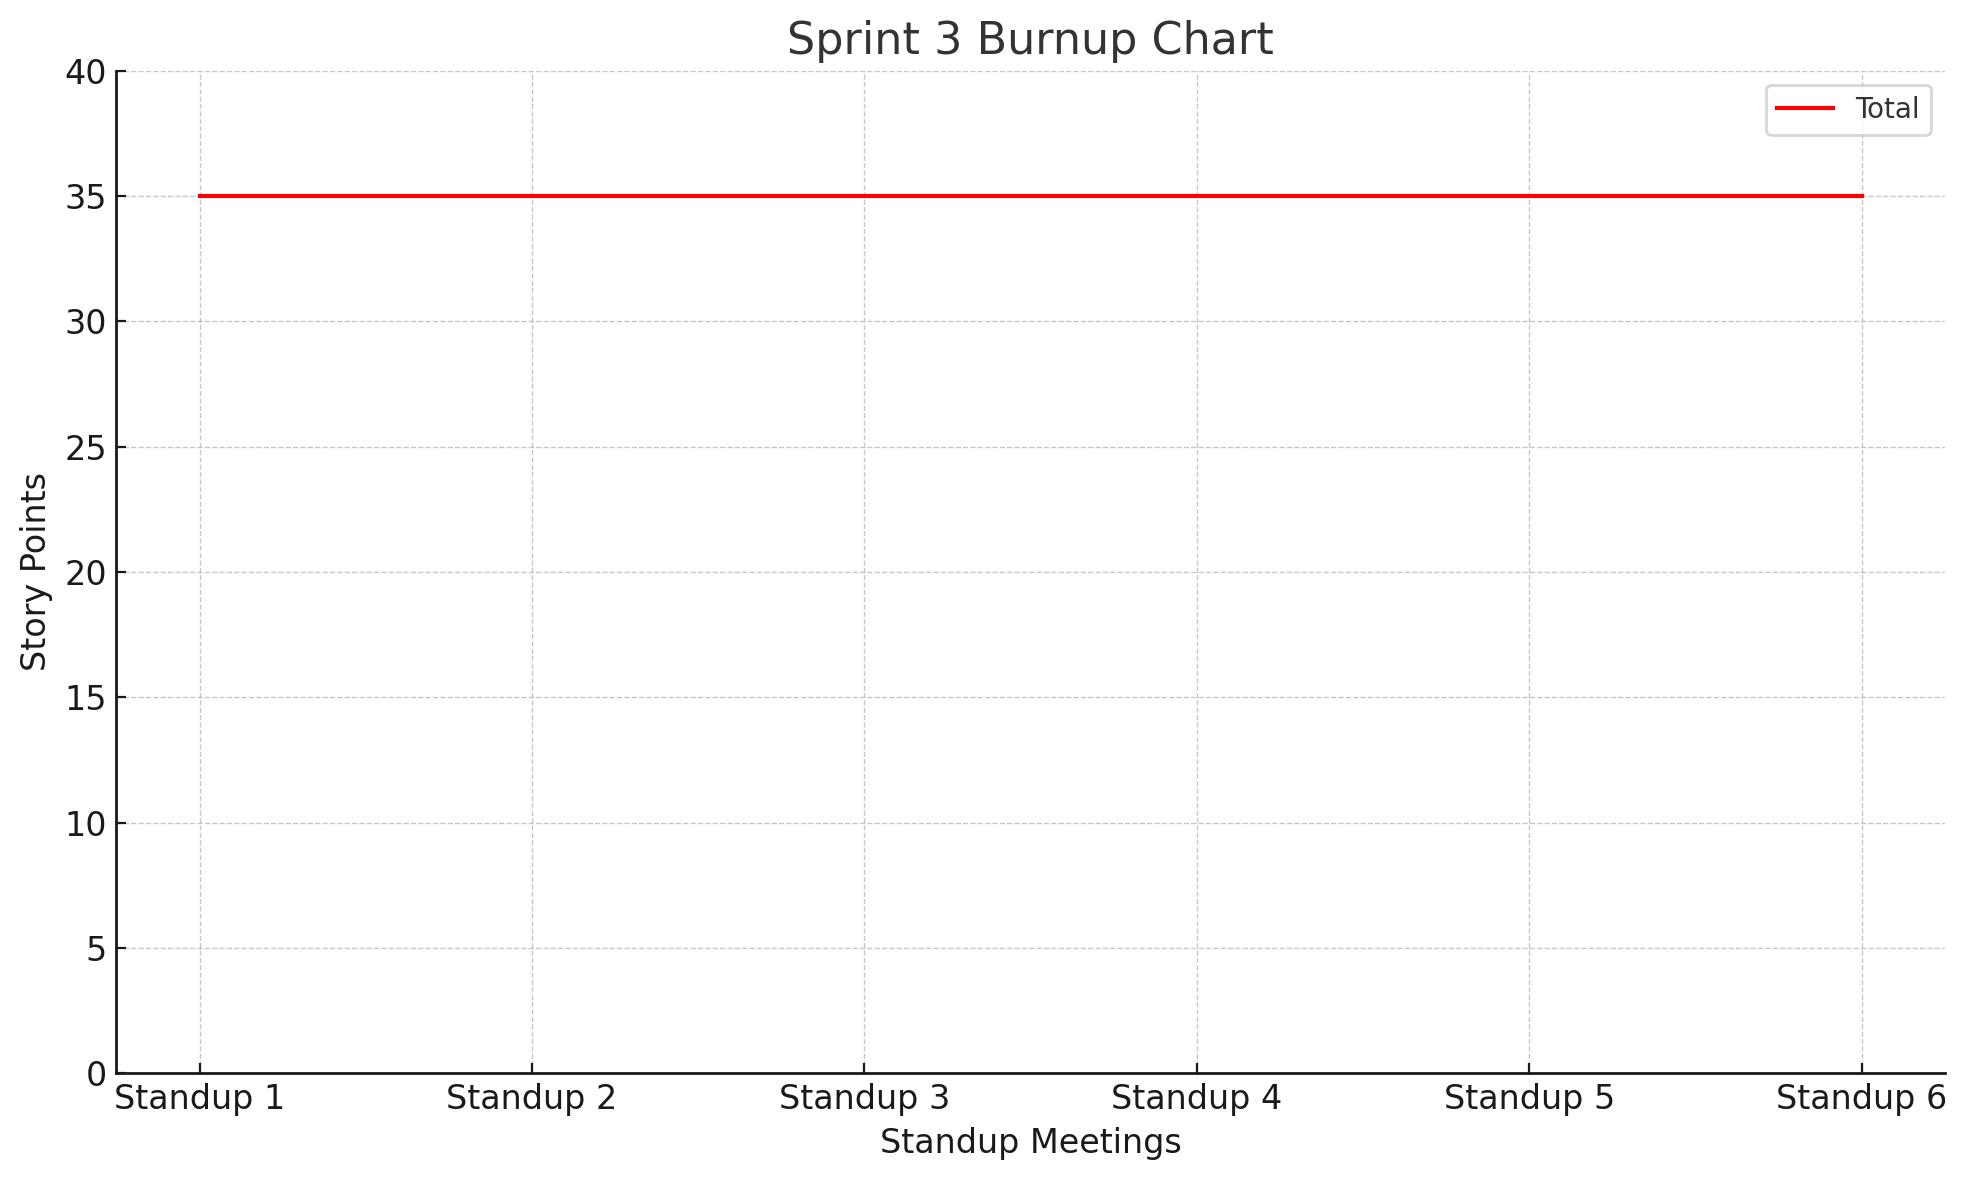 Sprint 3 Burnup Chart
Total
40
35
30
25
20
15
10
5
0
Story Points
Standup 1
Standup 2
Standup 3
Standup 4
Standup 5
Standup 6
Standup Meetings